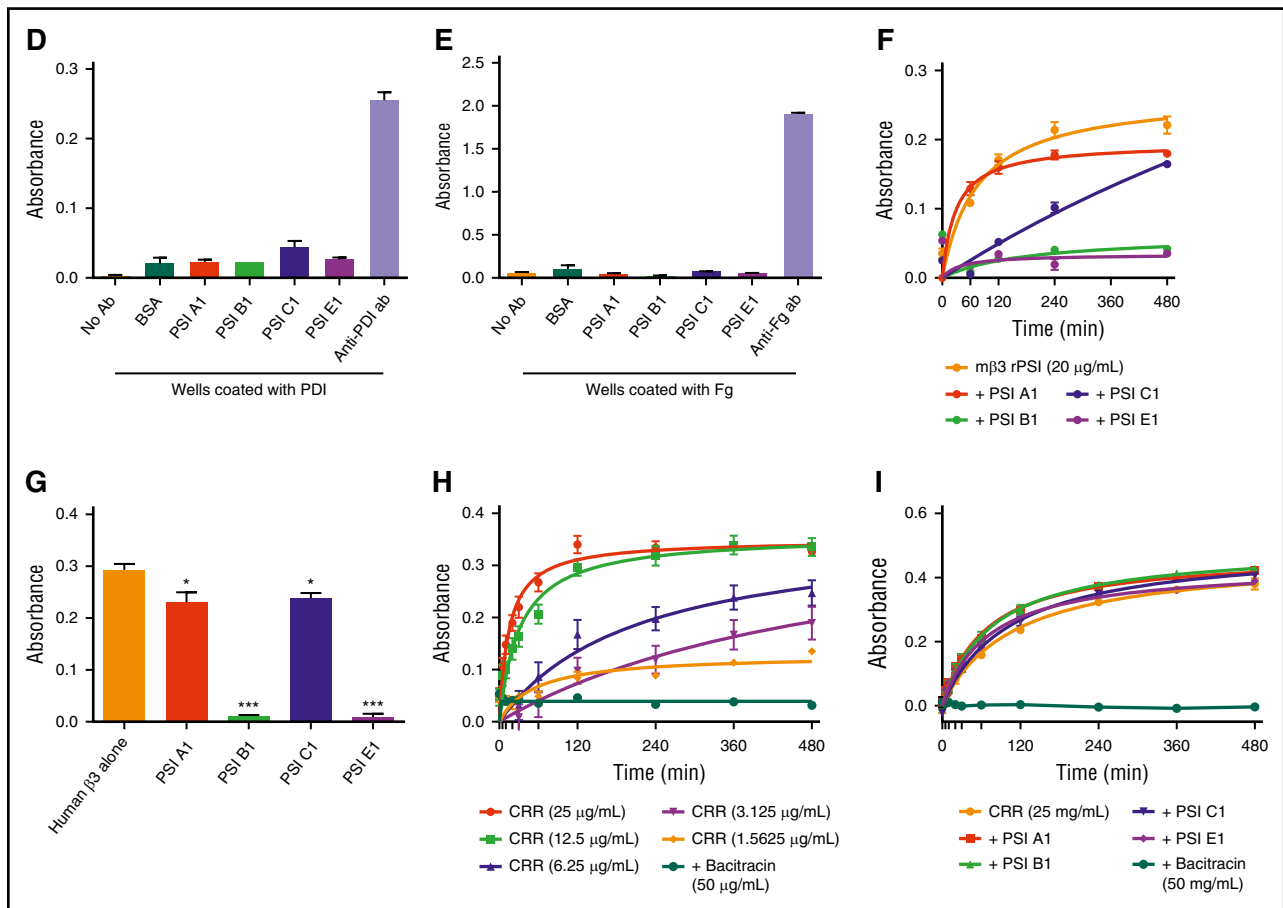 D
Absorbance
0.3
0.2
0.1
0.0
No Ab
BSA
PSI A1
PSI B1
PSI C1
PSI E1
Anti-PDI ab
Wells coated with PDI
E
Absorbance
2.5
2.0
1.5
1.0
0.5
0.0
No Ab
BSA
PSI A1
PSI B1
PSI C1
PSI E1
Anti-Fg ab
Wells coated with Fg
F
Absorbance
0.3
0.2
0.1
0.0
0 60 120 240 360 480
Time (min)
mβ3 rPSI (20 μg/mL)
+ PSI A1
+ PSI C1
+ PSI B1
+ PSI E1
G
Absorbance
0.4
0.3
0.2
0.1
0.0
*
***
*
***
Human β3 alone
PSI A1
PSI B1
PSI C1
PSI E1
H
Absorbance
0.4
0.3
0.2
0.1
0.0
0 120 240 360 480
Time (min)
CRR (25 μg/mL)
CRR (3.125 μg/mL)
CRR (12.5 μg/mL)
CRR (1.5625 μg/mL)
CRR (6.25 μg/mL)
+ Bacitracin
(50 μg/mL)
I
Absorbance
0.6
0.4
0.2
0.0
0 120 240 360 480
Time (min)
CRR (25 mg/mL)
+ PSI C1
+ PSI A1
+ PSI E1
+ PSI B1
+ Bacitracin
(50 mg/mL)